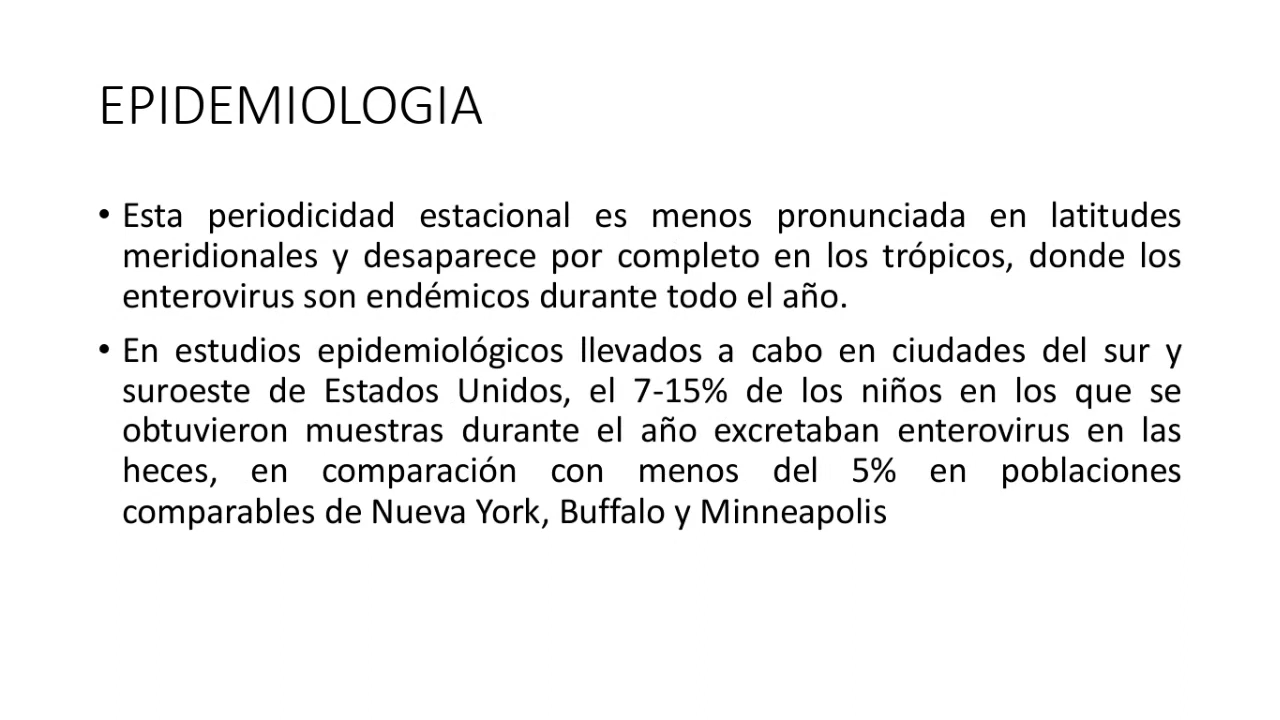 EPIDEMIOLOGIA
• Esta periodicidad estacional es menos pronunciada en latitudes
meridionales y desaparece por completo en los trópicos, donde los
enterovirus son endémicos durante todo el año.
• En estudios epidemiológicos llevados a cabo en ciudades del sur y
suroeste de Estados Unidos, el 7-15% de los niños en los que se
obtuvieron muestras durante el año excretaban enterovirus en las
heces, en comparación con menos del 5% en poblaciones
comparables de Nueva York, Buffalo y Minneapolis